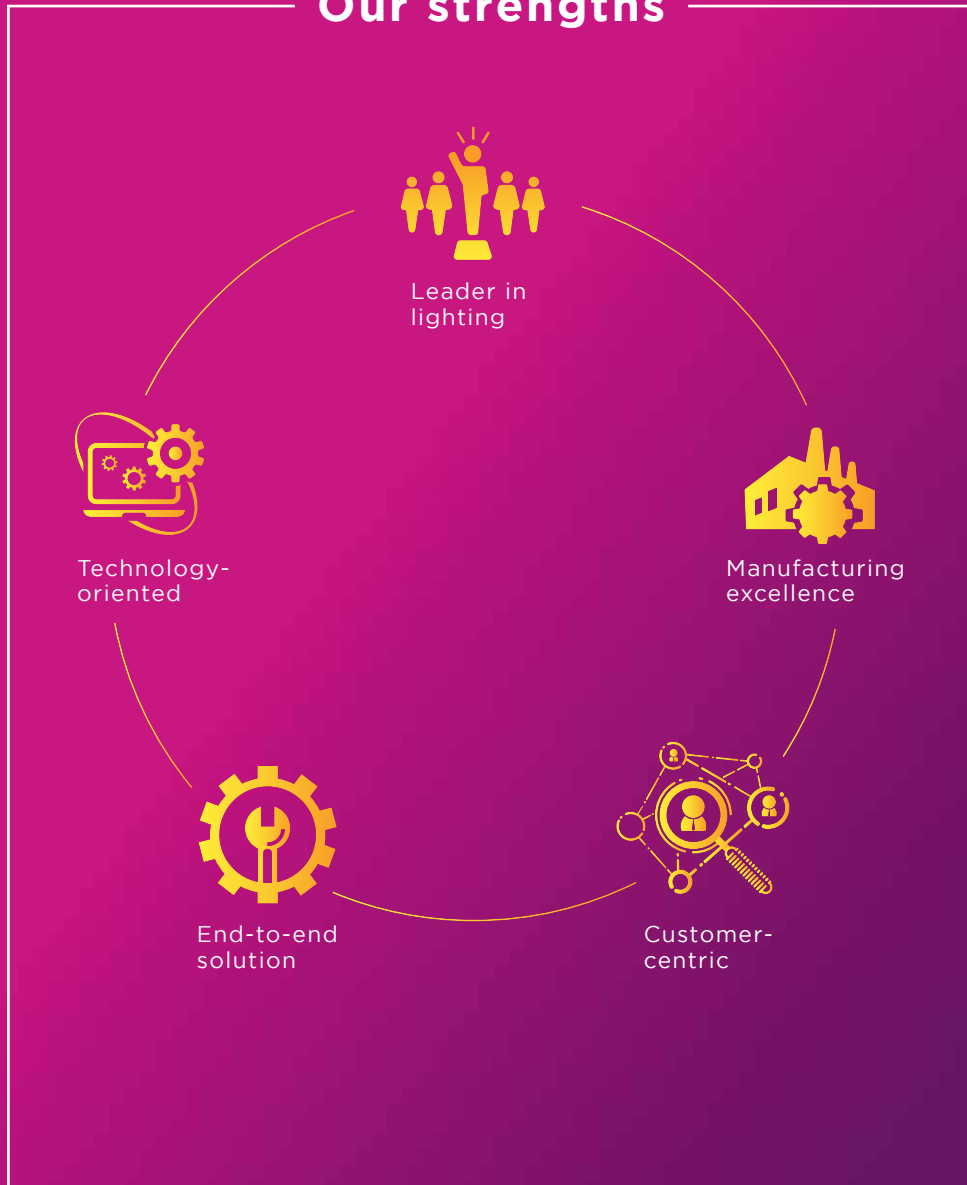 Our strengths
Leader in
lighting
Technology-
oriented
Manufacturing
excellence
End-to-end
solution
Customer-
centric